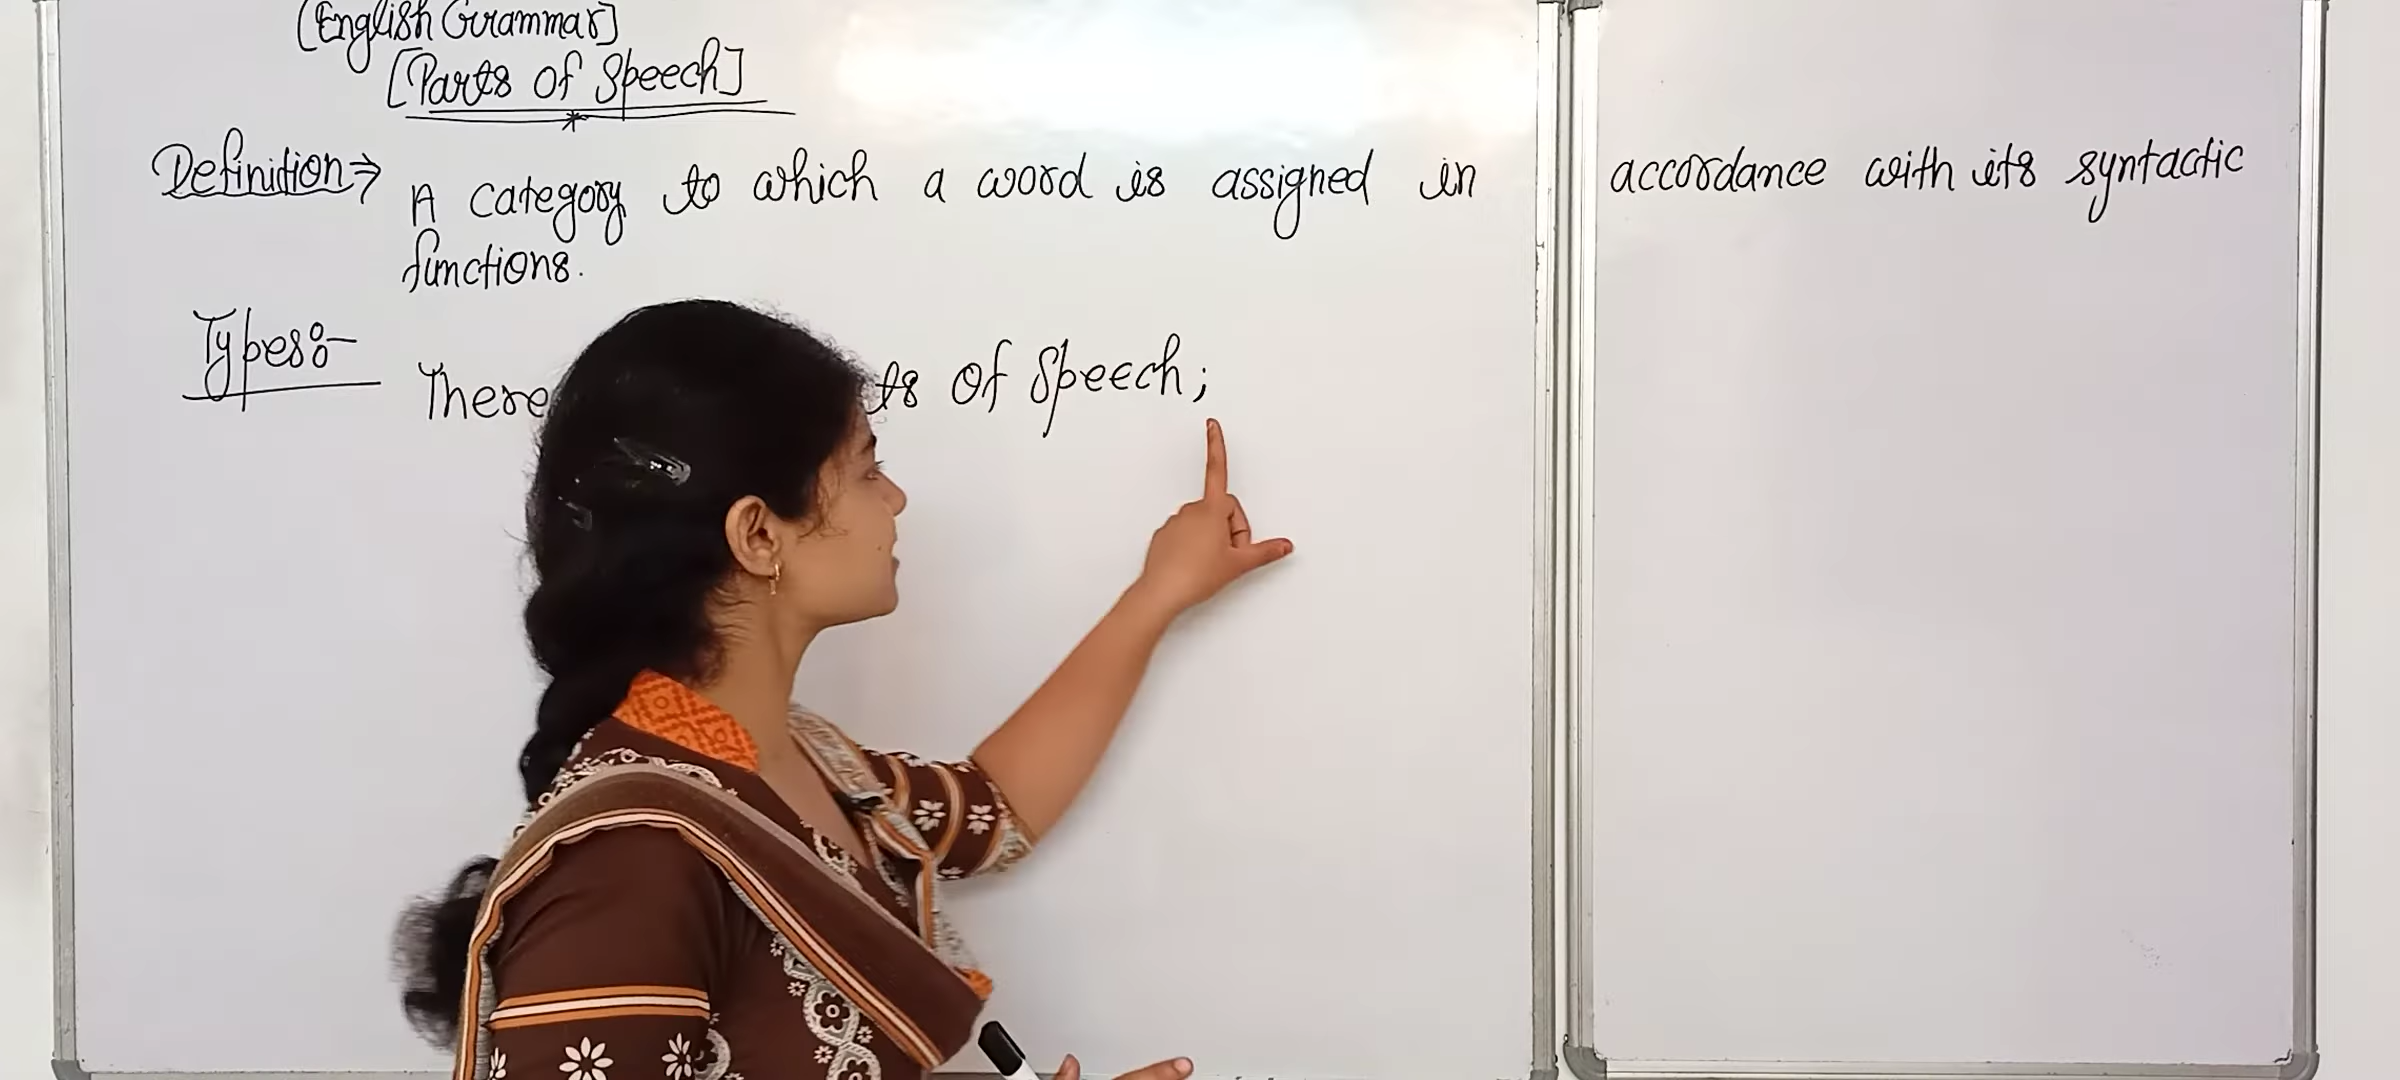 [English Grammar]
[Parts of Speech]
Definition→ A category to which a word is assigned in accordance with its syntactic
functions.
Types:-
There of Speech;